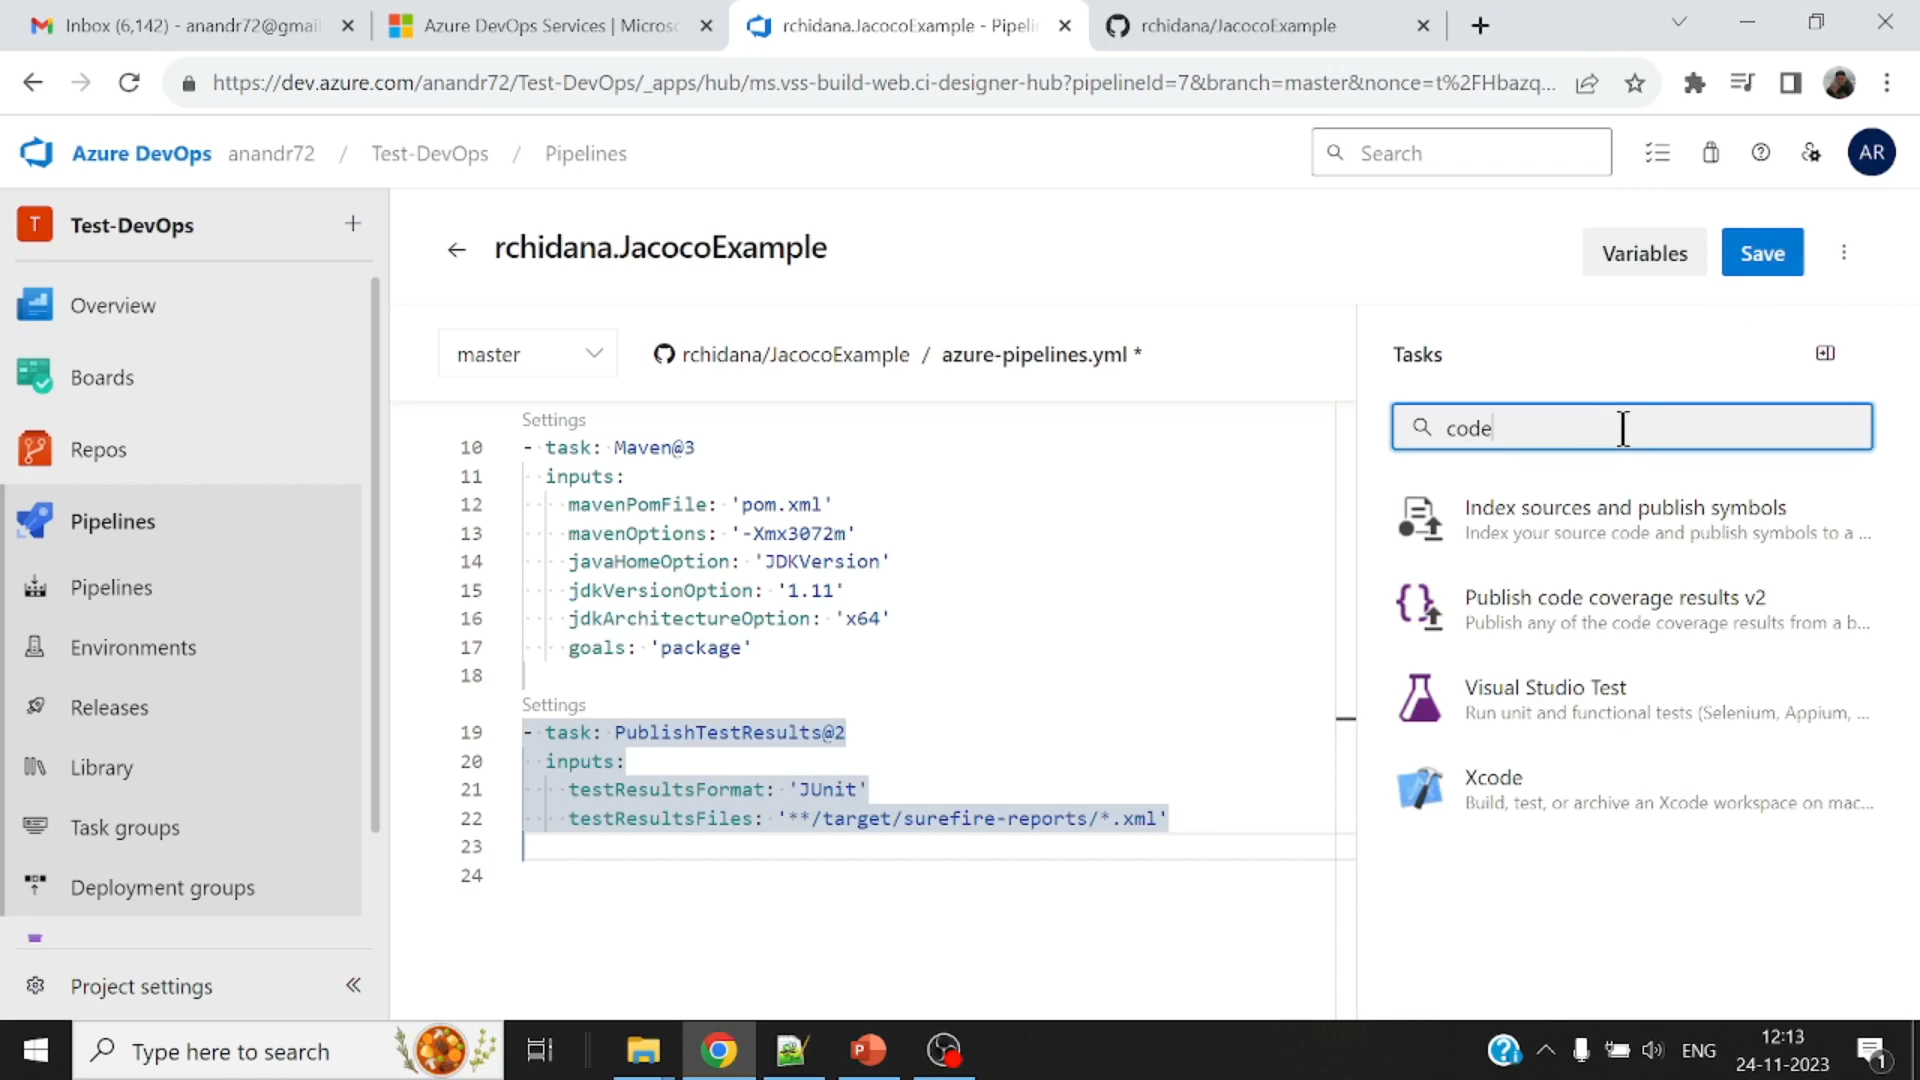 Inbox (6,142) - anandr72@gmail
Azure DevOps Services | Micros
rchidana.JacocoExample - Pipeli
rchidana/JacocoExample
https://dev.azure.com/anandr72/Test-DevOps/_apps/hub/ms.vss-build-web.ci-designer-hub?pipelineId=7&branch=master&nonce=t%2FHbazq...
Azure DevOps anandr72 / Test-DevOps / Pipelines
Search
AR
T Test-DevOps
Overview
Boards
Repos
Pipelines
Pipelines
Environments
Releases
Library
Task groups
Deployment groups
Project settings
rchidana.JacocoExample
Variables
Save
master
rchidana/JacocoExample / azure-pipelines.yml *
Settings
10 - task: Maven@3
11 inputs:
12 mavenPomFile: 'pom.xml'
13 mavenOptions: '-Xmx3072m'
14 javaHomeOption: 'JDKVersion'
15 jdkVersionOption: '1.11'
16 jdkArchitectureOption: 'x64'
17 goals: 'package'
18
Settings
19 - task: PublishTestResults@2
20 inputs:
21 testResultsFormat: 'JUnit'
22 testResultsFiles: '**/target/surefire-reports/*.xml'
23
24
Tasks
code
Index sources and publish symbols
Index your source code and publish symbols to a ...
Publish code coverage results v2
Publish any of the code coverage results from a b...
Visual Studio Test
Run unit and functional tests (Selenium, Appium, ...
Xcode
Build, test, or archive an Xcode workspace on mac...
Type here to search
ENG
12:13
24-11-2023
1